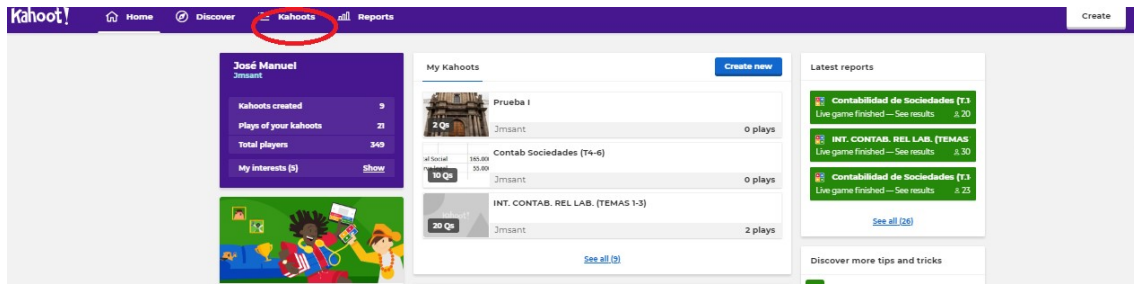 Kahoot!
Home
Discover
Kahoots
Reports
Create
José Manuel
Jmsant
Kahoots created 9
Plays of your kahoots 21
Total players 349
My interests (5) Show
My Kahoots
Create new
2 Qs
Prueba I
Jmsant 0 plays
165.00
55.00
10 Qs
Contab Sociedades (T4-6)
Jmsant 0 plays
20 Qs
INT. CONTAB. REL LAB. (TEMAS 1-3)
Jmsant 2 plays
See all (9)
Latest reports
Contabilidad de Sociedades (T.
Live game finished — See results 20
INT. CONTAB. REL LAB. (TEMAS
Live game finished — See results 30
Contabilidad de Sociedades (T.
Live game finished — See results 23
See all (26)
Discover more tips and tricks